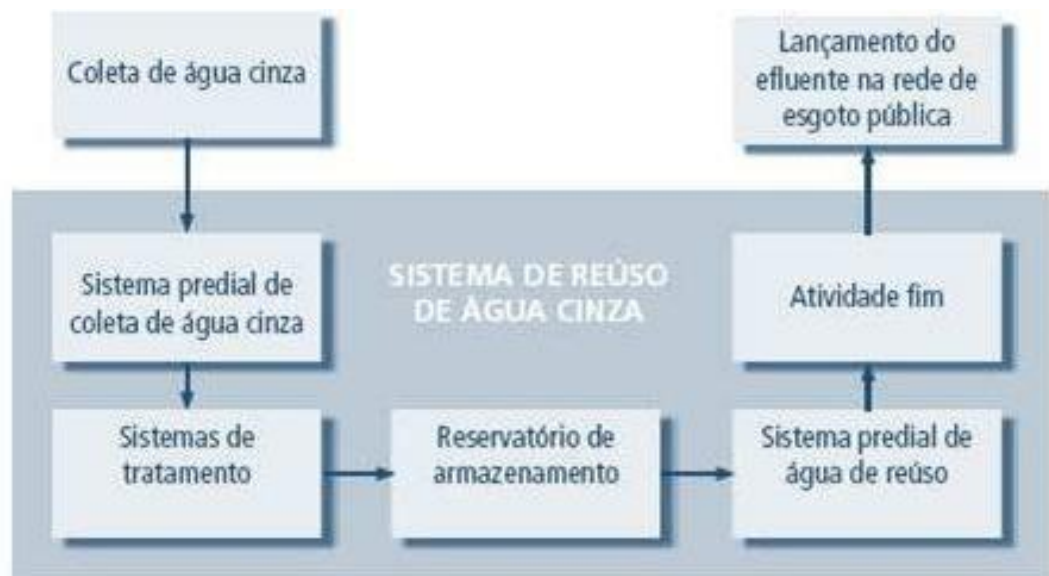 Coleta de água cinza
Lançamento do
efluente na rede de
esgoto pública
Sistema predial de
coleta de água cinza
SISTEMA DE REÚSO
DE ÁGUA CINZA
Atividade fim
Sistemas de
tratamento
Reservatório de
armazenamento
Sistema predial de
água de reúso